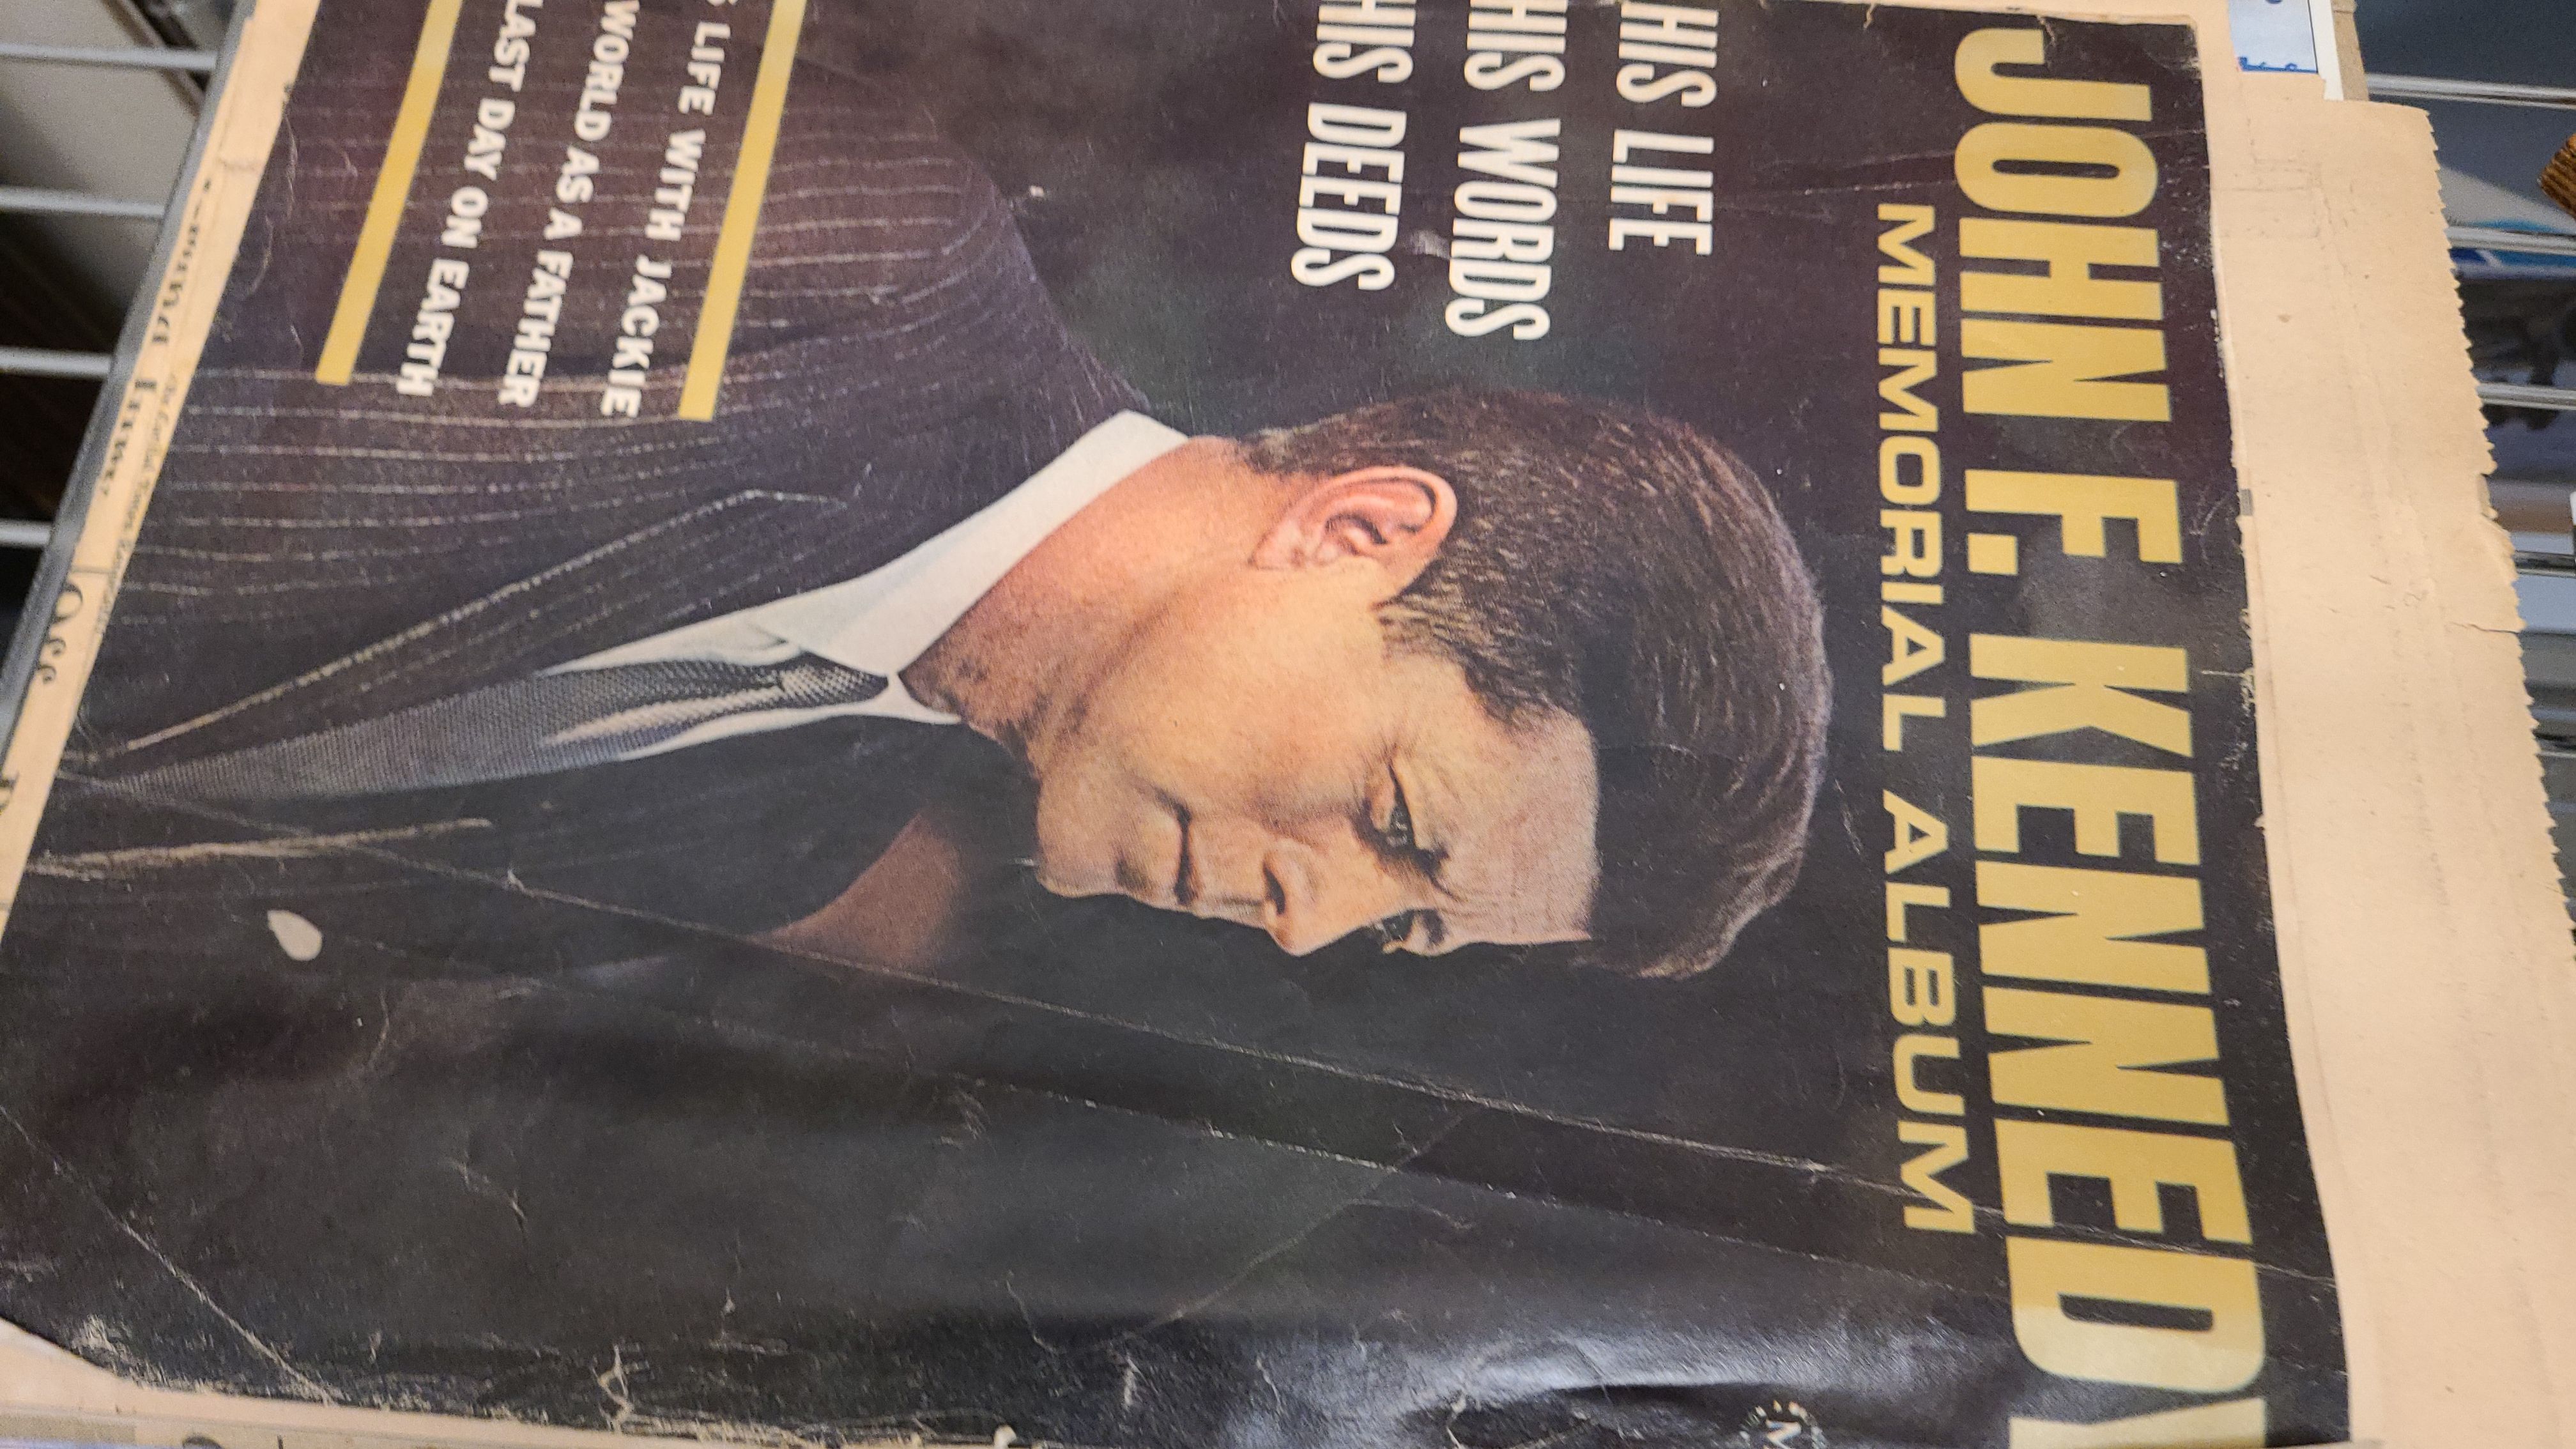 JOHN F. KENNEDY
MEMORIAL ALBUM
HIS LIFE
HIS WORDS
HIS DEEDS
LIFE WITH JACKIE
WORLD AS A FATHER
LAST DAY ON EARTH